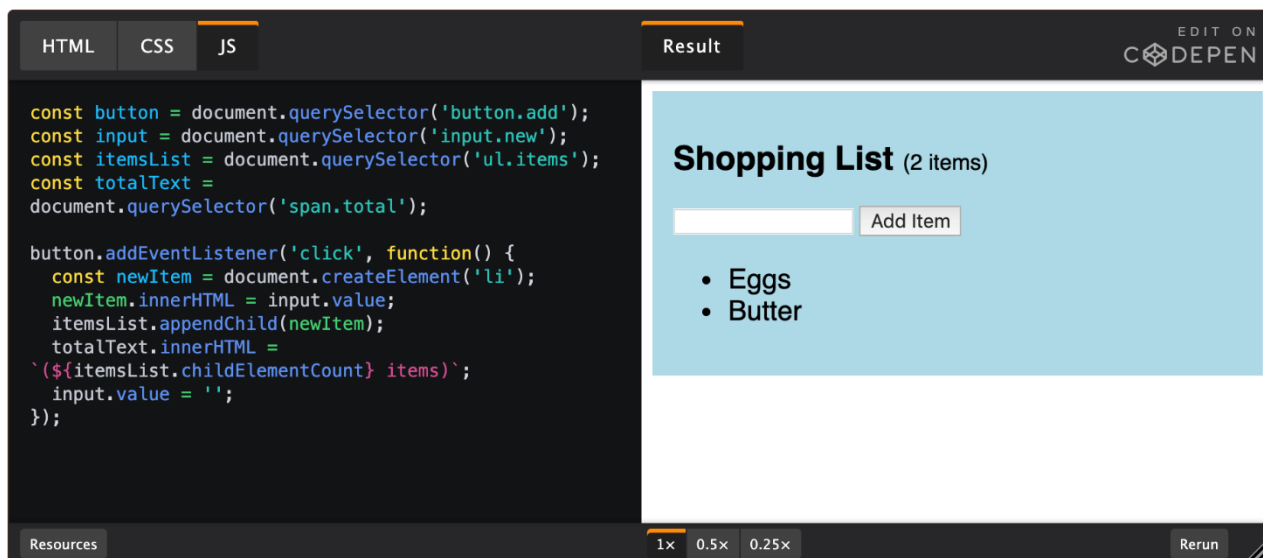 HTML CSS JS
const button = document.querySelector('button.add');
const input = document.querySelector('input.new');
const itemsList = document.querySelector('ul.items');
const totalText =
document.querySelector('span.total');
button.addEventListener('click', function() {
  const newItem = document.createElement('li');
  newItem.innerHTML = input.value;
  itemsList.appendChild(newItem);
  totalText.innerHTML =
`(${itemsList.childElementCount} items)`;
  input.value = '';
});
Resources
Result
EDIT ON
CODEPEN
Shopping List (2 items)
Add Item
• Eggs
• Butter
1× 0.5× 0.25× Rerun